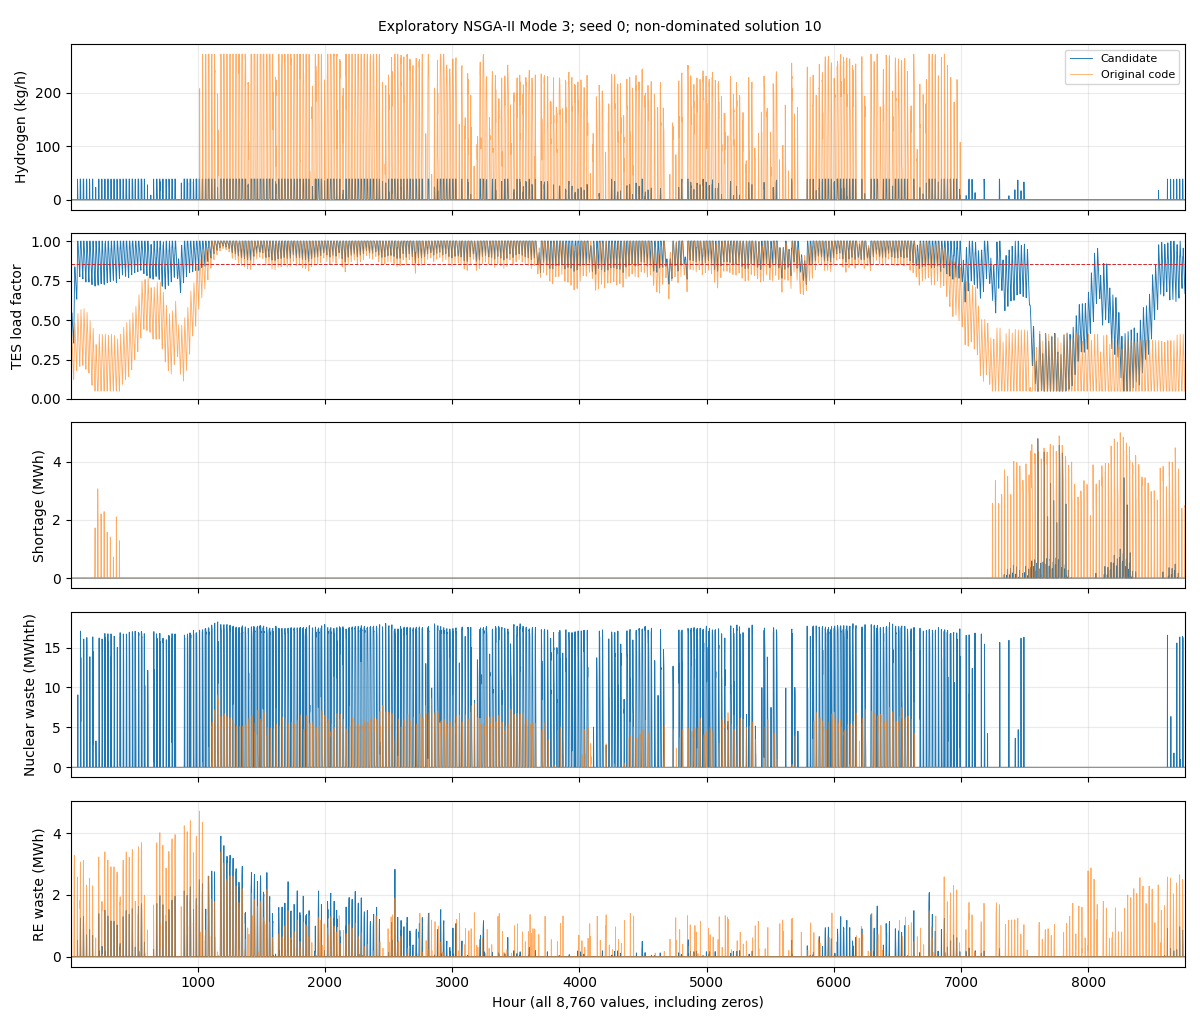 Exploratory NSGA-II Mode 3; seed 0; non-dominated solution 10
Hydrogen (kg/h)
200
100
0
Candidate
Original code
TES load factor
1.00
0.75
0.50
0.25
0.00
Shortage (MWh)
4
2
0
Nuclear waste (MWhth)
15
10
5
0
RE waste (MWh)
4
2
0
1000 2000 3000 4000 5000 6000 7000 8000
Hour (all 8,760 values, including zeros)